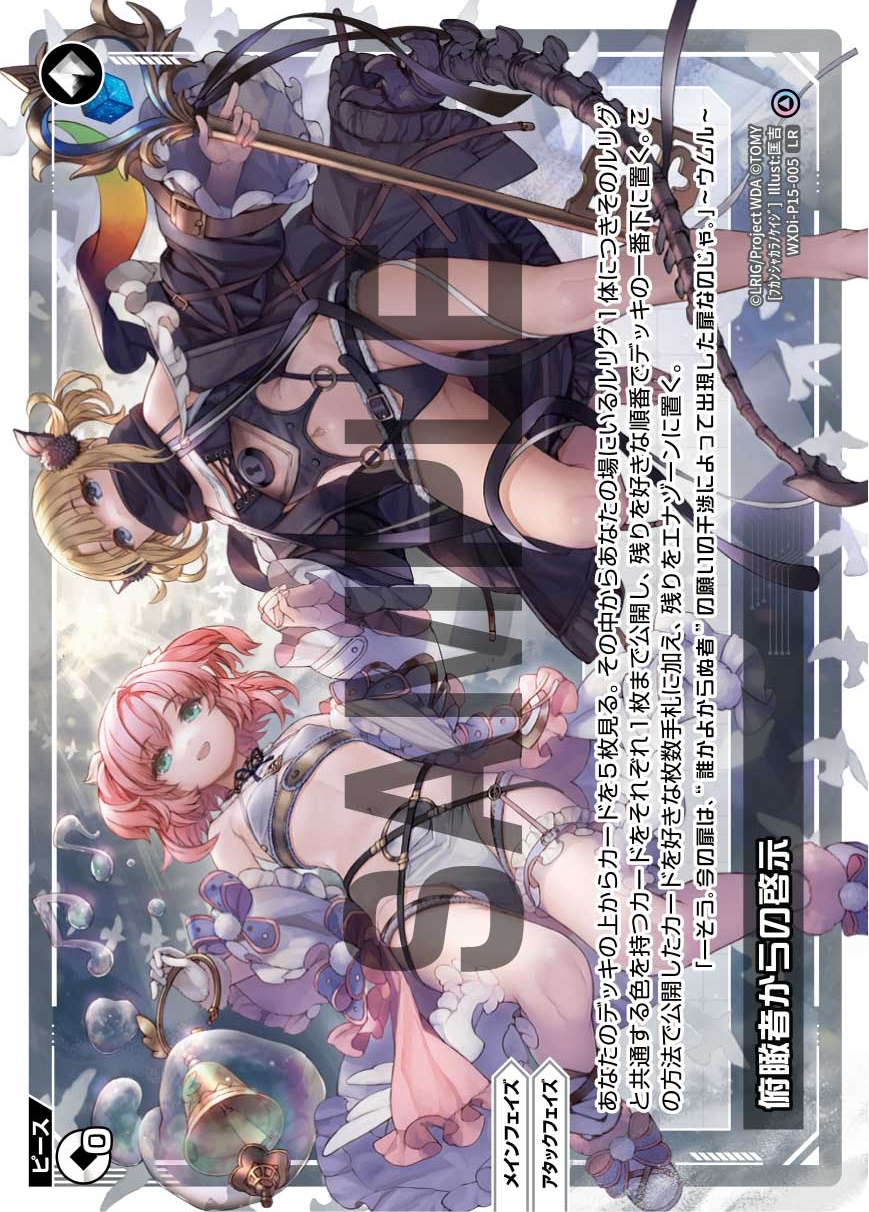 ピース
0
メインフェイズ
アタックフェイズ
SAMPLE
あなたのデッキの上からカードを5枚見る。その中からあなたの場にいるルリグ1体につきそのルリグ
と共通する色を持つカードをそれぞれ1枚まで公開し、残りを好きな順番でデッキの一番下に置く。こ
の方法で公開したカードを好きな枚数手札に加え、残りをエナゾーンに置く。
「―そう。今の扉は、“誰かよからぬ者”の願いの干渉によって出現した扉なのじゃ。」~ウムル~
俯瞰者からの啓示
©LRIG/ProjectWDA ©TOMY
[フカンシャカラノケイジ] Illust:匡吉
WXDi-P15-005 LR